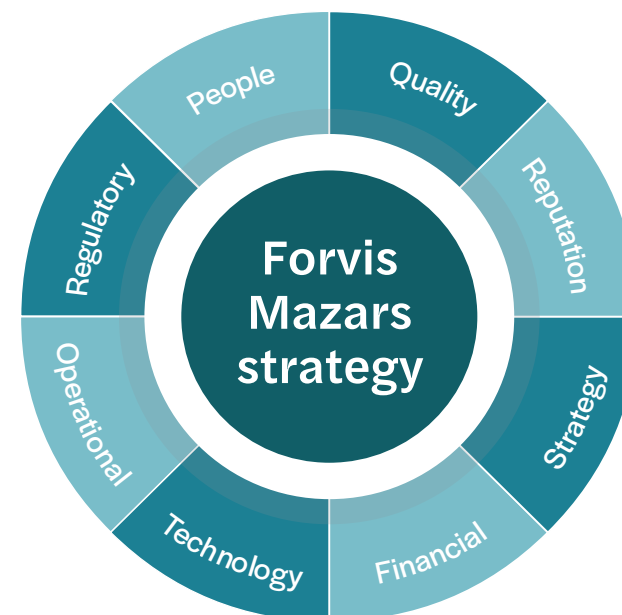 Forvis
Mazars
strategy
Quality
Reputation
Strategy
Financial
Technology
Operational
Regulatory
People